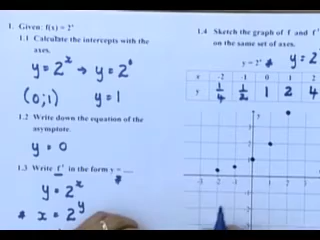 1. Given: f(x) = 2ˣ
1.1 Calculate the intercepts with the axes.
y = 2ˣ → y = 2⁰
(0;1) y = 1
1.2 Write down the equation of the asymptote.
y = 0
1.3 Write f⁻¹ in the form y = ....
y = 2ˣ *
* x = 2ʸ
1.4 Sketch the graph of f and f⁻¹
on the same set of axes.
y = 2ˣ * y = 2
x -2 -1 0 1 2
y 1/4 1/2 1 2 4